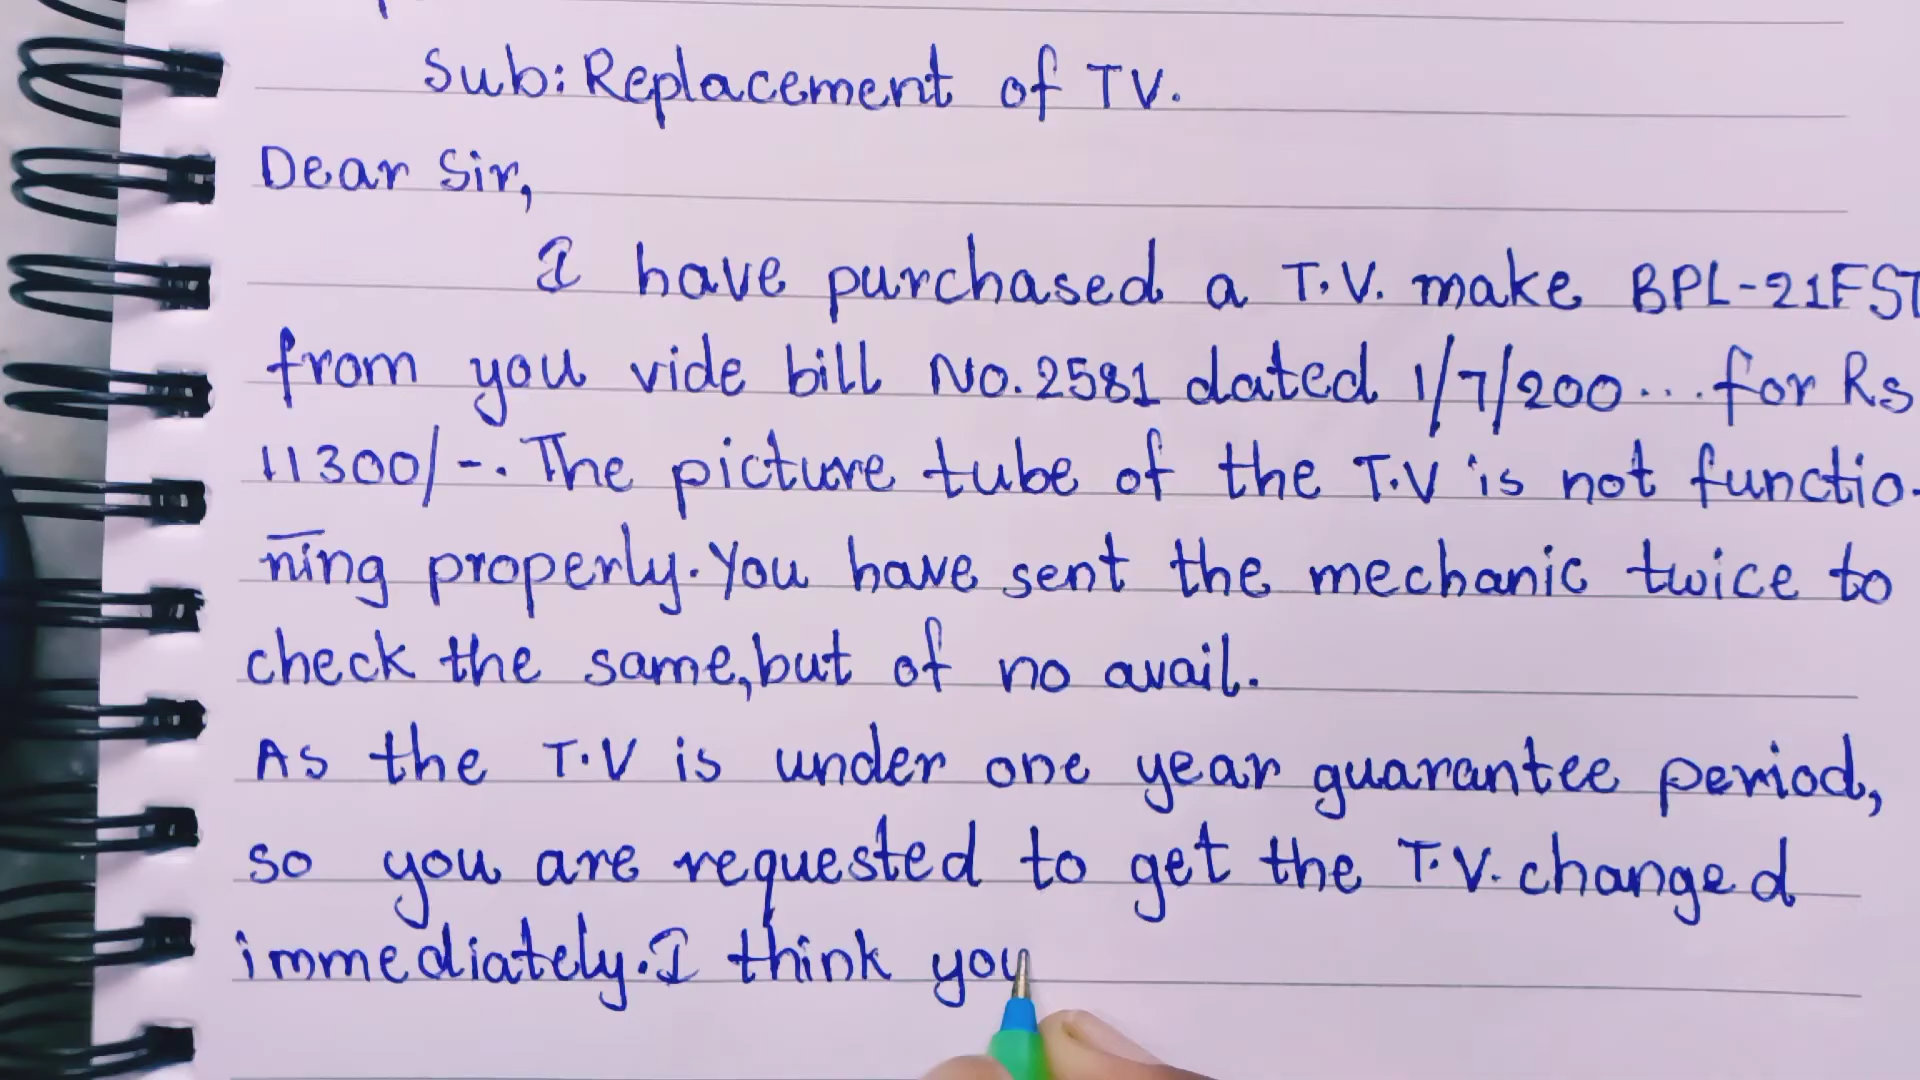 Sub: Replacement of TV.
Dear Sir,
I have purchased a T.V. make BPL-21FST
from you vide bill No. 2581 dated 1/7/200... for Rs
11300/-. The picture tube of the T.V is not functio-
ning properly. You have sent the mechanic twice to
check the same, but of no avail.
As the T.V is under one year guarantee period,
so you are requested to get the T.V. changed
immediately. I think you